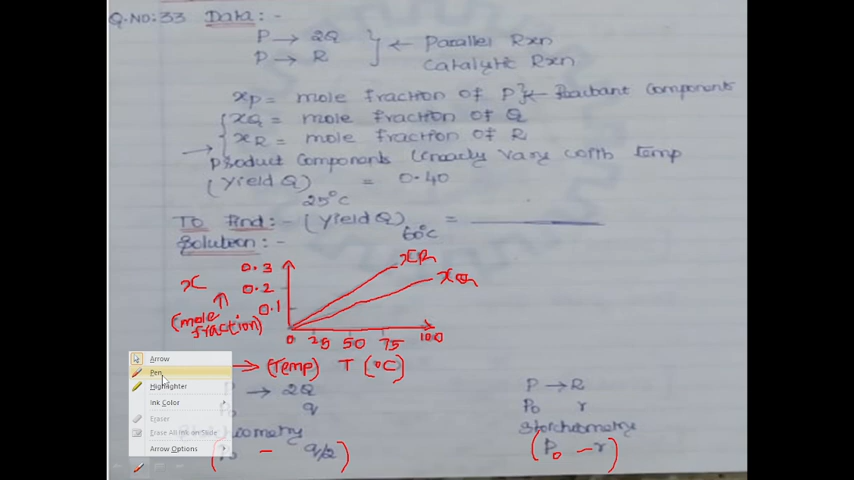 Q.NO:33 Data:-
P → 2Q } ← Parallel Rxn
P → R Catalytic Rxn
xP = mole fraction of P } ← Reactant Components
xQ = mole fraction of Q
xR = mole fraction of R
Product Components linearly vary with temp
(Yield Q) 25°C = 0.40
To Find:- (Yield Q) 60°C =
Solution:-
xR
0.3
x 0.2 xQ
(mole fraction) 0.1
0 25 50 75 100
→ (Temp) T (°C)
Arrow
Pen
Highlighter
Ink Color
Eraser
Erase All Ink on Slide
Arrow Options
→ 2Q P → R
q P0 r
Stoichiometry
- q/2) (P0 - r)